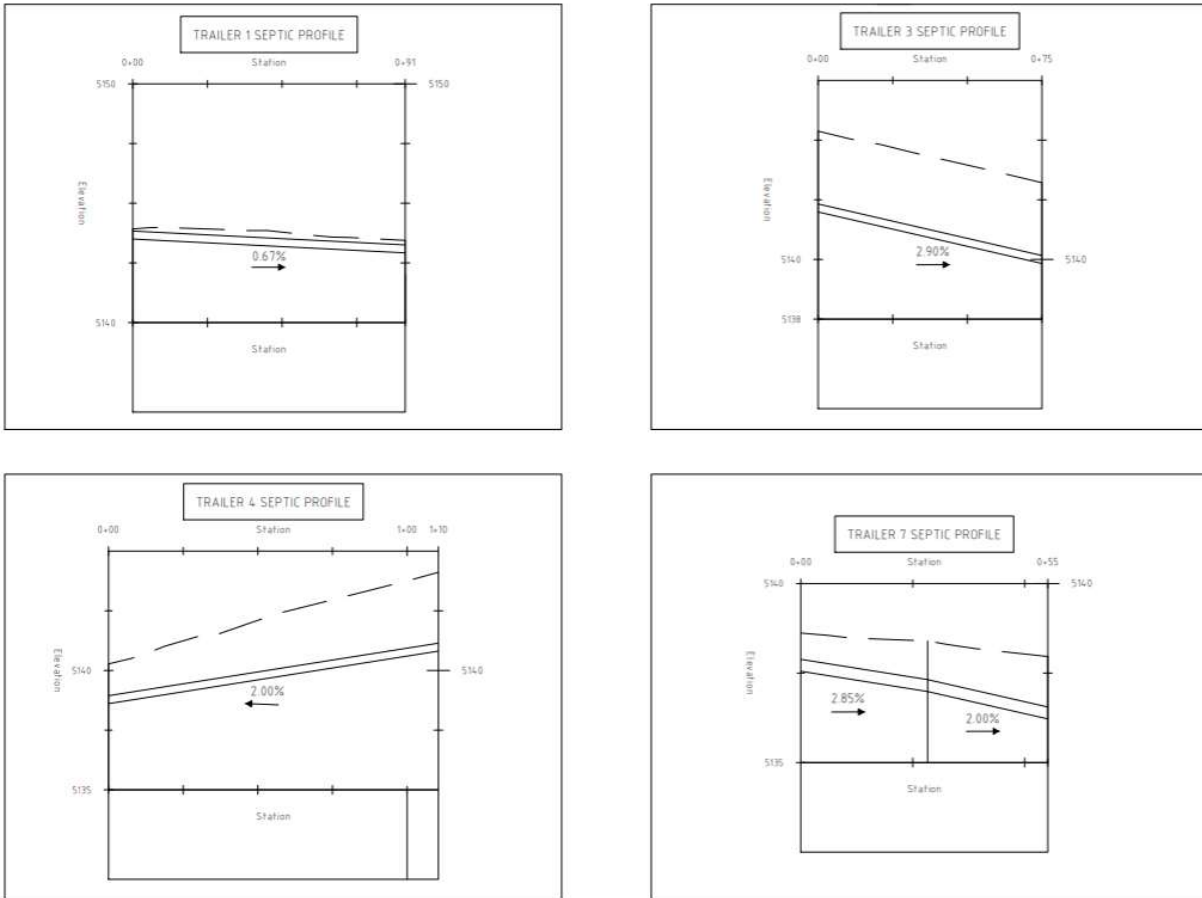 TRAILER 1 SEPTIC PROFILE
0+00 Station 0+91
5150 5150
Elevation
0.67%
5140
Station
TRAILER 3 SEPTIC PROFILE
0+00 Station 0+75
Elevation
2.90%
5140 5140
5138
Station
TRAILER 4 SEPTIC PROFILE
0+00 Station 1+00 1+10
Elevation
5140 5140
2.00%
5135
Station
TRAILER 7 SEPTIC PROFILE
0+00 Station 0+55
5140 5140
Elevation
2.85%
2.00%
5135
Station